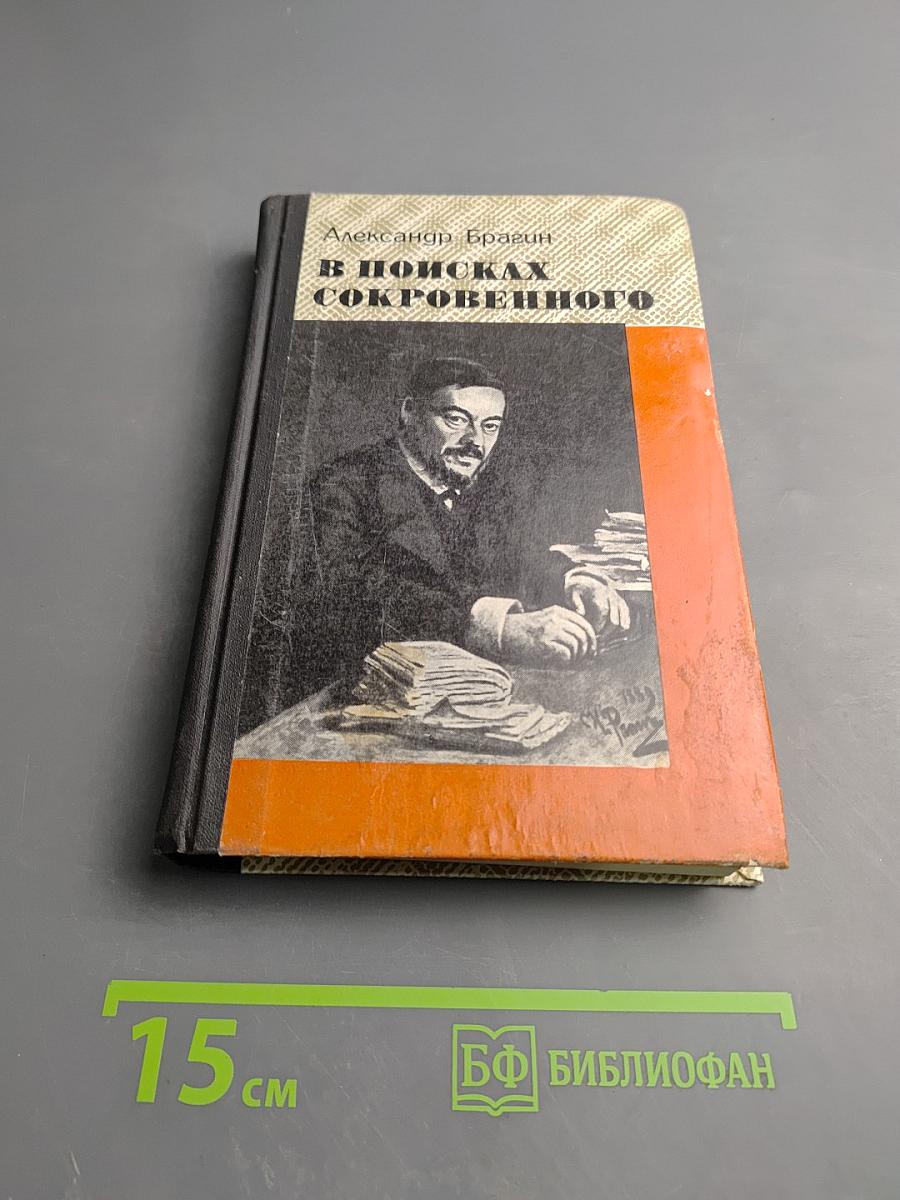 Александр Брагин
В ПОИСКАХ
СОКРОВЕННОГО
15 см
БФ БИБЛИОФАН